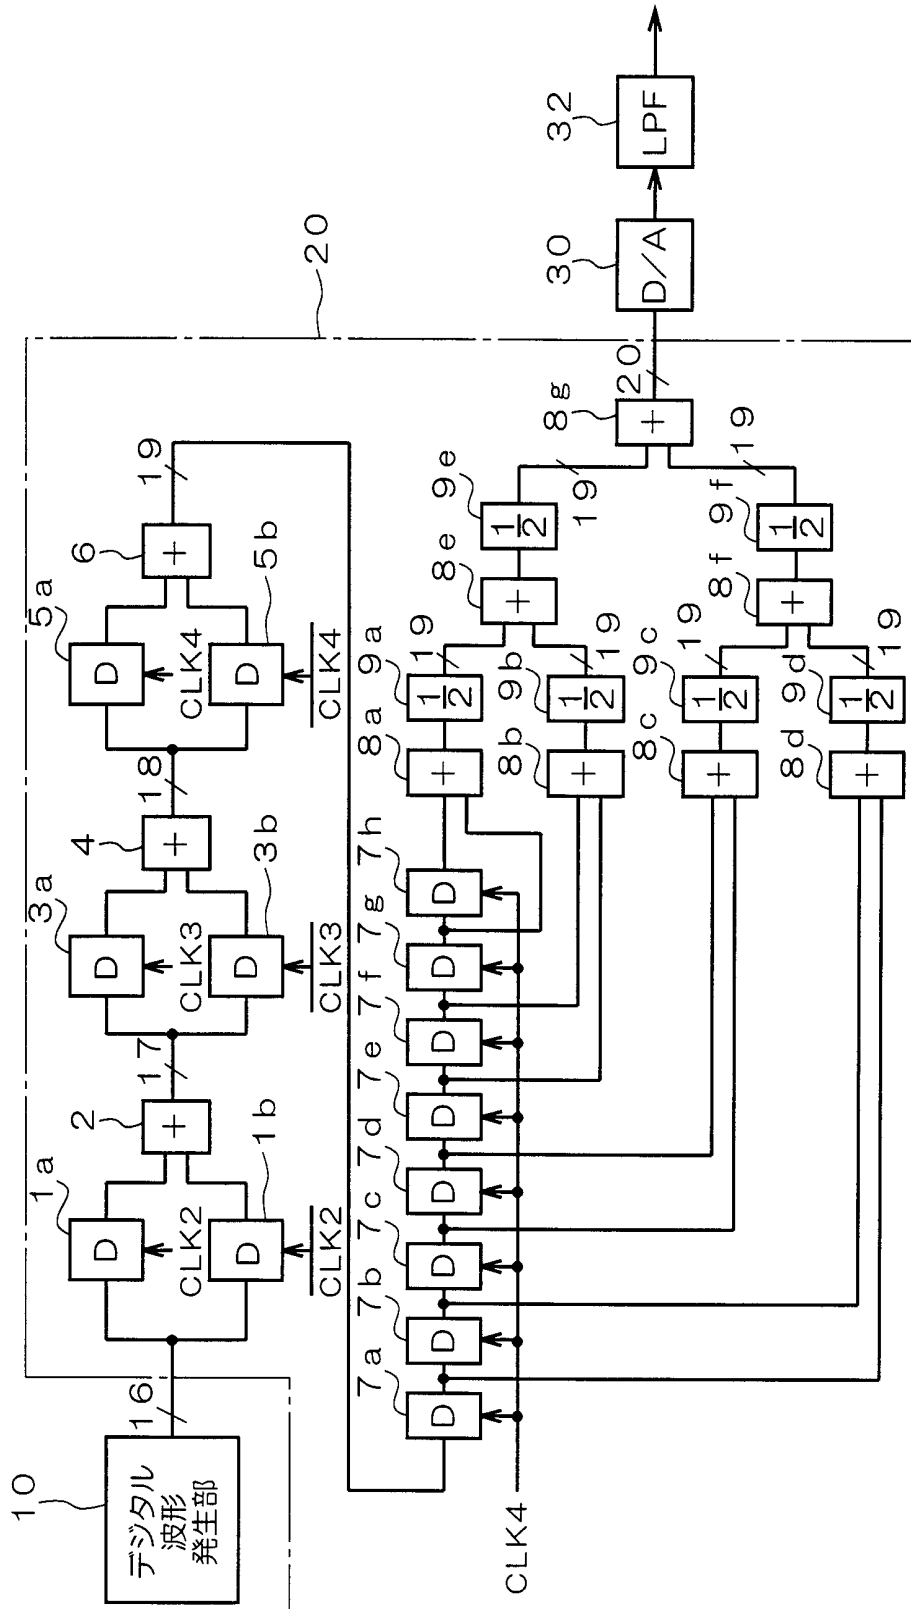 10
デジタル
波形
発生部
16
1a
D
CLK2
1b
D
CLK2
2
+
17
3a
D
CLK3
3b
D
CLK3
4
+
18
5a
D
CLK4
5b
D
CLK4
6
+
19
20
CLK4
7a
D
7b
D
7c
D
7d
D
7e
D
7f
D
7g
D
7h
D
8a
+
9a
1/2
19
8b
+
9b
1/2
19
8c
+
9c
1/2
19
8d
+
9d
1/2
19
8e
+
9e
1/2
19
8f
+
9f
1/2
19
8g
+
20
30
D/A
32
LPF